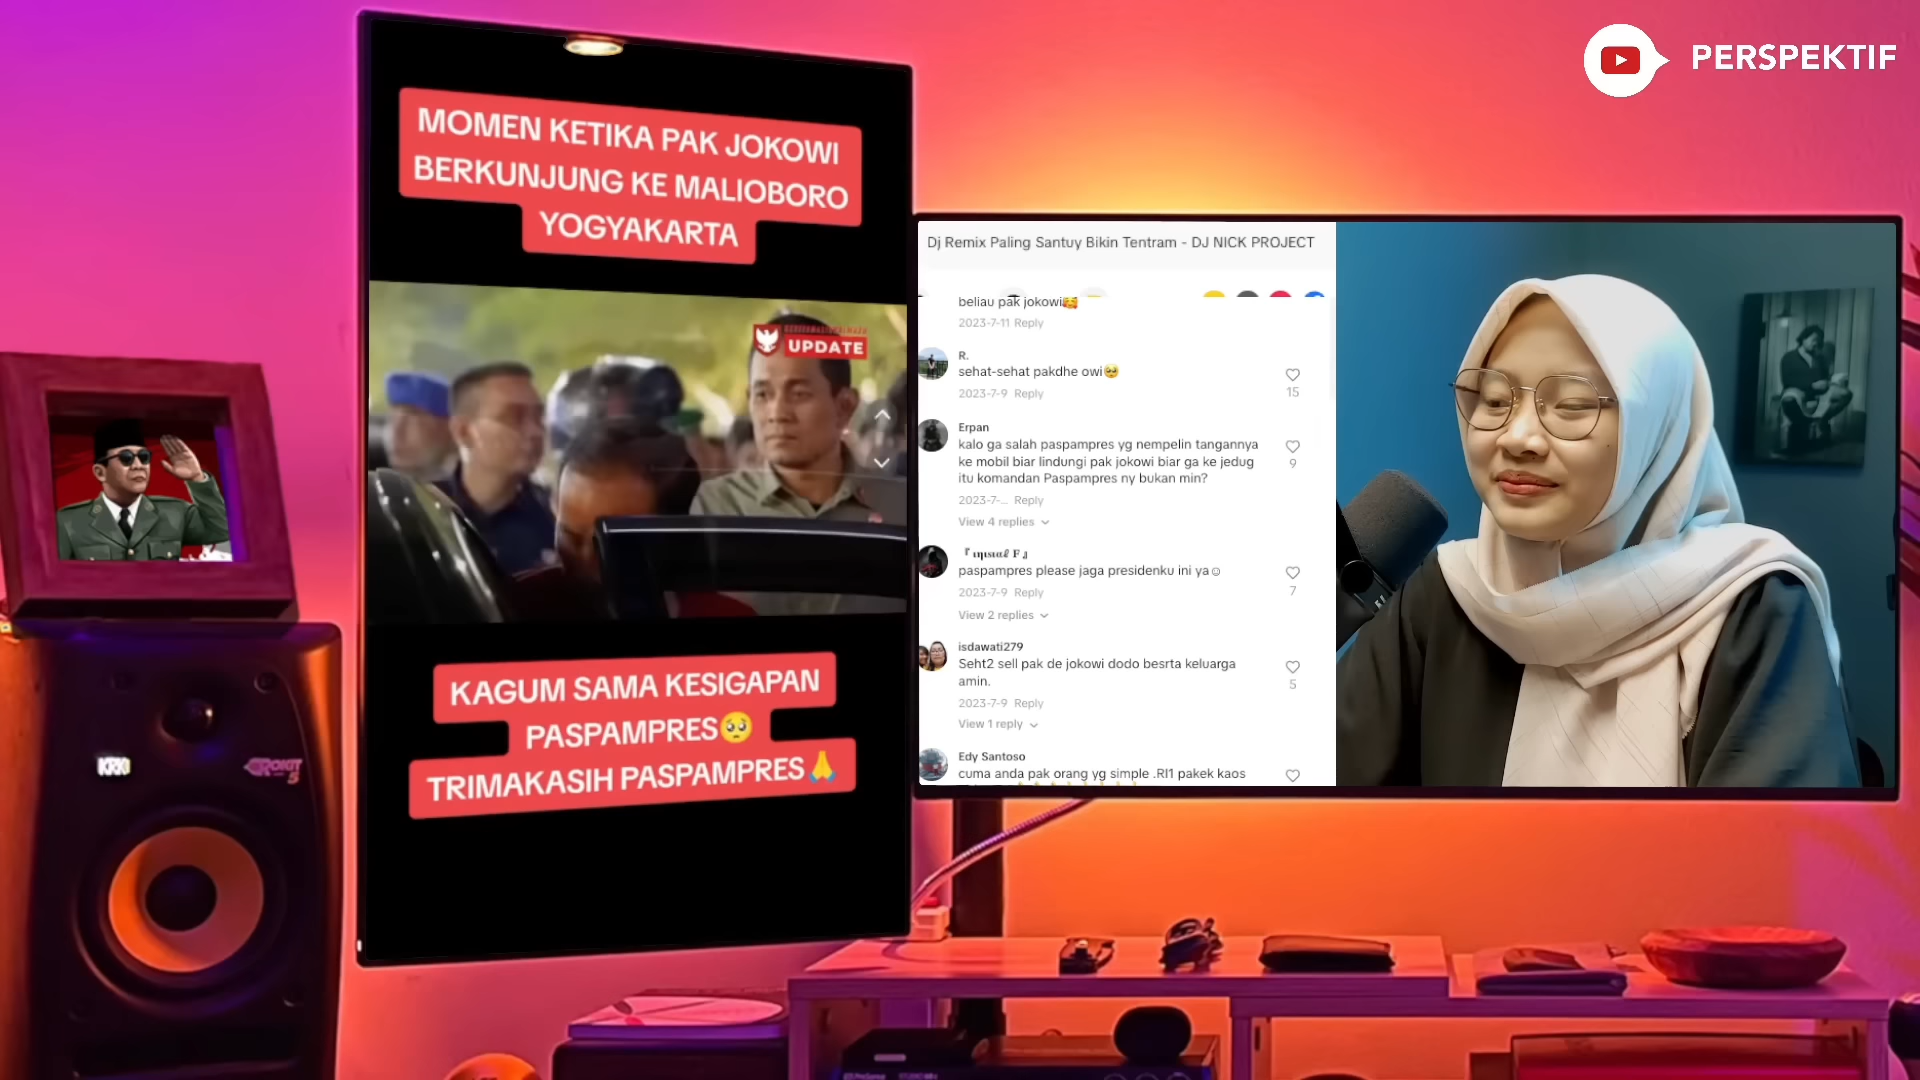 PERSPEKTIF
MOMEN KETIKA PAK JOKOWI
BERKUNJUNG KE MALIOBORO
YOGYAKARTA
UPDATE
KAGUM SAMA KESIGAPAN
PASPAMPRES🥺
TRIMAKASIH PASPAMPRES🙏
KRK
ROKIT
5
Dj Remix Paling Santuy Bikin Tentram - DJ NICK PROJECT
beliau pak jokowi🥰
2023-7-11 Reply
R.
sehat-sehat pakdhe owi🥺
2023-7-9 Reply
15
Erpan
kalo ga salah paspampres yg nempelin tangannya
ke mobil biar lindungi pak jokowi biar ga ke jedug
itu komandan Paspampres ny bukan min?
9
2023-7-... Reply
View 4 replies
『 ιηιѕιαℓ F 』
paspampres please jaga presidenku ini ya☺
2023-7-9 Reply
7
View 2 replies
isdawati279
Seht2 sell pak de jokowi dodo besrta keluarga
amin.
5
2023-7-9 Reply
View 1 reply
Edy Santoso
cuma anda pak orang yg simple .RI1 pakek kaos